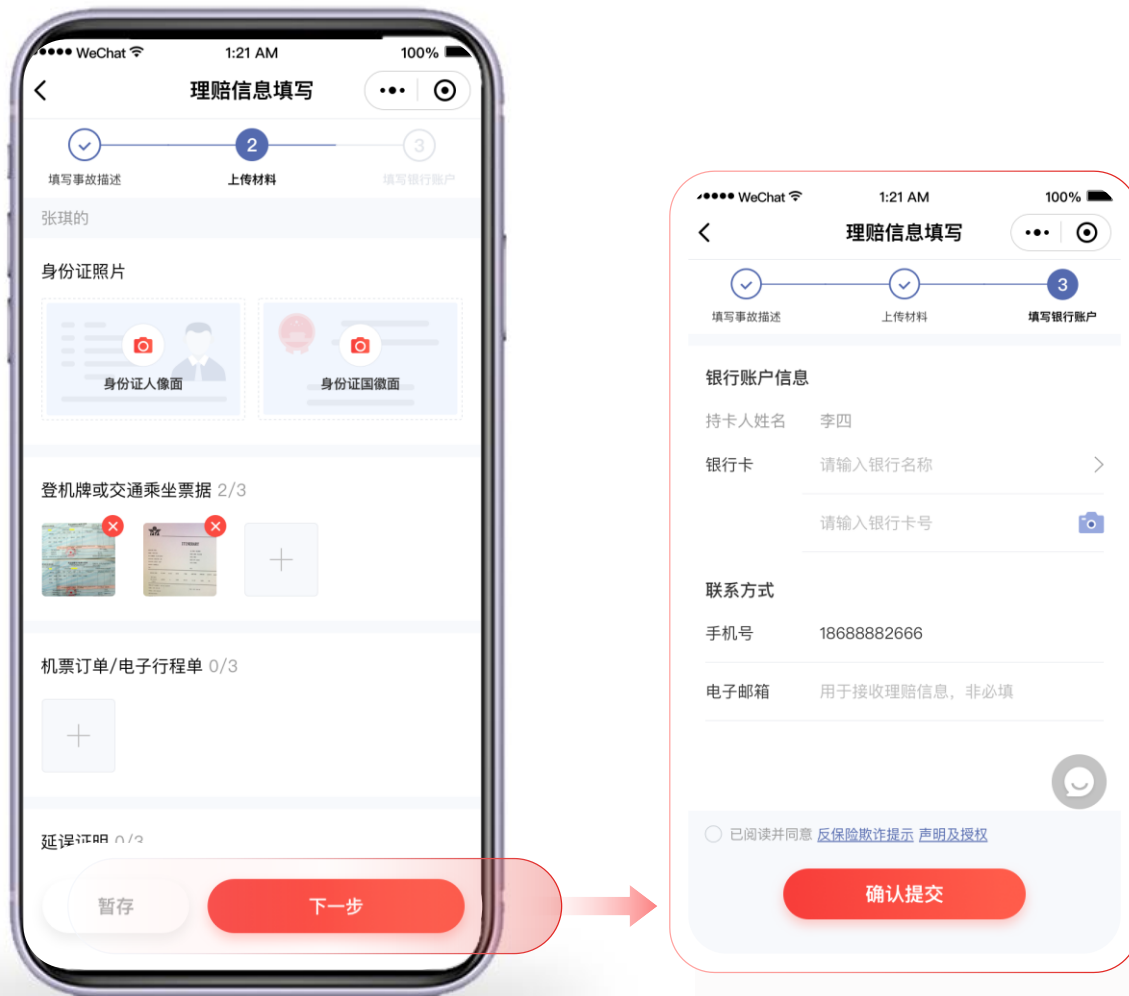 WeChat 1:21 AM 100%
理赔信息填写
2 3
填写事故描述 上传材料 填写银行账户
张琪的
身份证照片
身份证人像面 身份证国徽面
登机牌或交通乘坐票据 2/3
机票订单/电子行程单 0/3
延误证明 0/3
暂存 下一步
WeChat 1:21 AM 100%
理赔信息填写
3
填写事故描述 上传材料 填写银行账户
银行账户信息
持卡人姓名 李四
银行卡 请输入银行名称
请输入银行卡号
联系方式
手机号 18688882666
电子邮箱 用于接收理赔信息，非必填
已阅读并同意 反保险欺诈提示 声明及授权
确认提交